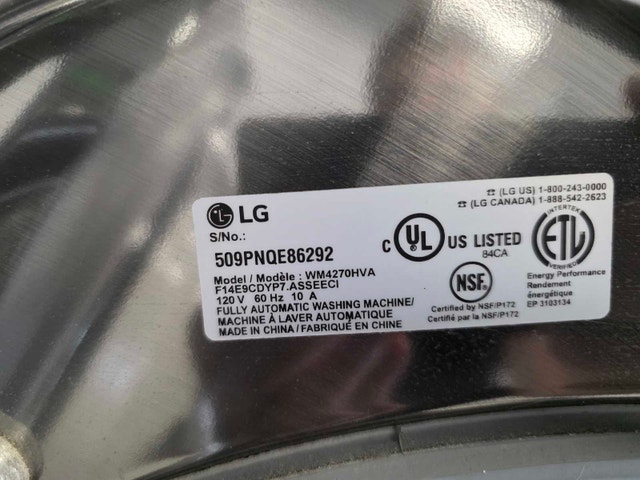 LG
☎ (LG US) 1-800-243-0000
☎ (LG CANADA) 1-888-542-2623
S/No.:
509PNQE86292
Model / Modèle : WM4270HVA
F14E9CDYP7.ASSEECI
120 V 60 Hz 10 A
FULLY AUTOMATIC WASHING MACHINE/
MACHINE À LAVER AUTOMATIQUE
MADE IN CHINA / FABRIQUÉ EN CHINE
C UL US LISTED
84CA
NSF
Certified by NSF/P172
Certifié par la NSF/P172
INTERTEK
ETL
Energy Performance
Rendement
énergétique
EP 3103134